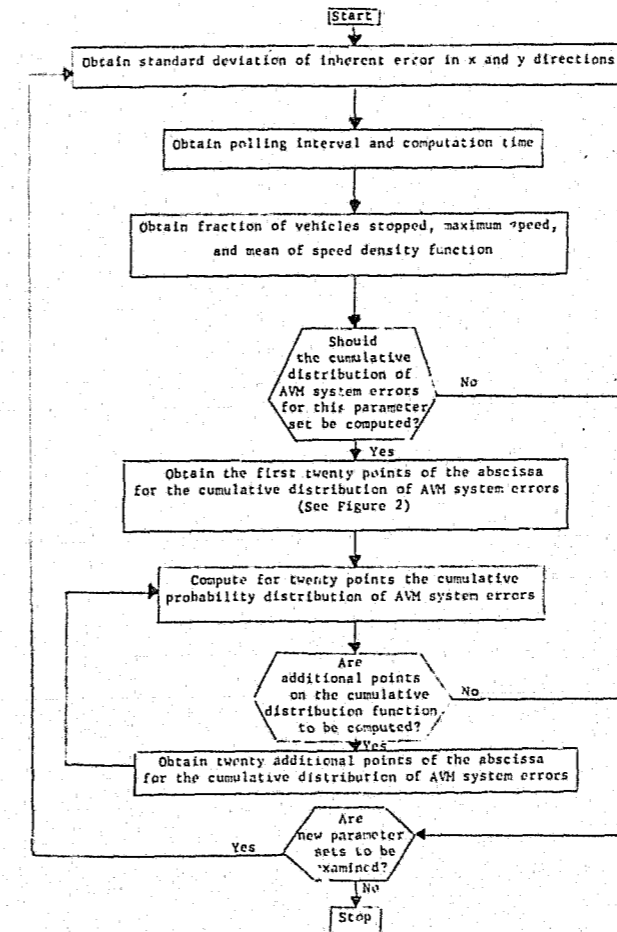 Start
Obtain standard deviation of inherent error in x and y directions
Obtain polling interval and computation time
Obtain fraction of vehicles stopped, maximum speed,
and mean of speed density function
Should
the cumulative
distribution of
AVM system errors
for this parameter
set be computed?
No
Yes
Obtain the first twenty points of the abscissa
for the cumulative distribution of AVM system errors
(See Figure 2)
Compute for twenty points the cumulative
probability distribution of AVM system errors
Are
additional points
on the cumulative
distribution function
to be computed?
No
Yes
Obtain twenty additional points of the abscissa
for the cumulative distribution of AVM system errors
Are
new parameter
sets to be
examined?
Yes
No
Stop